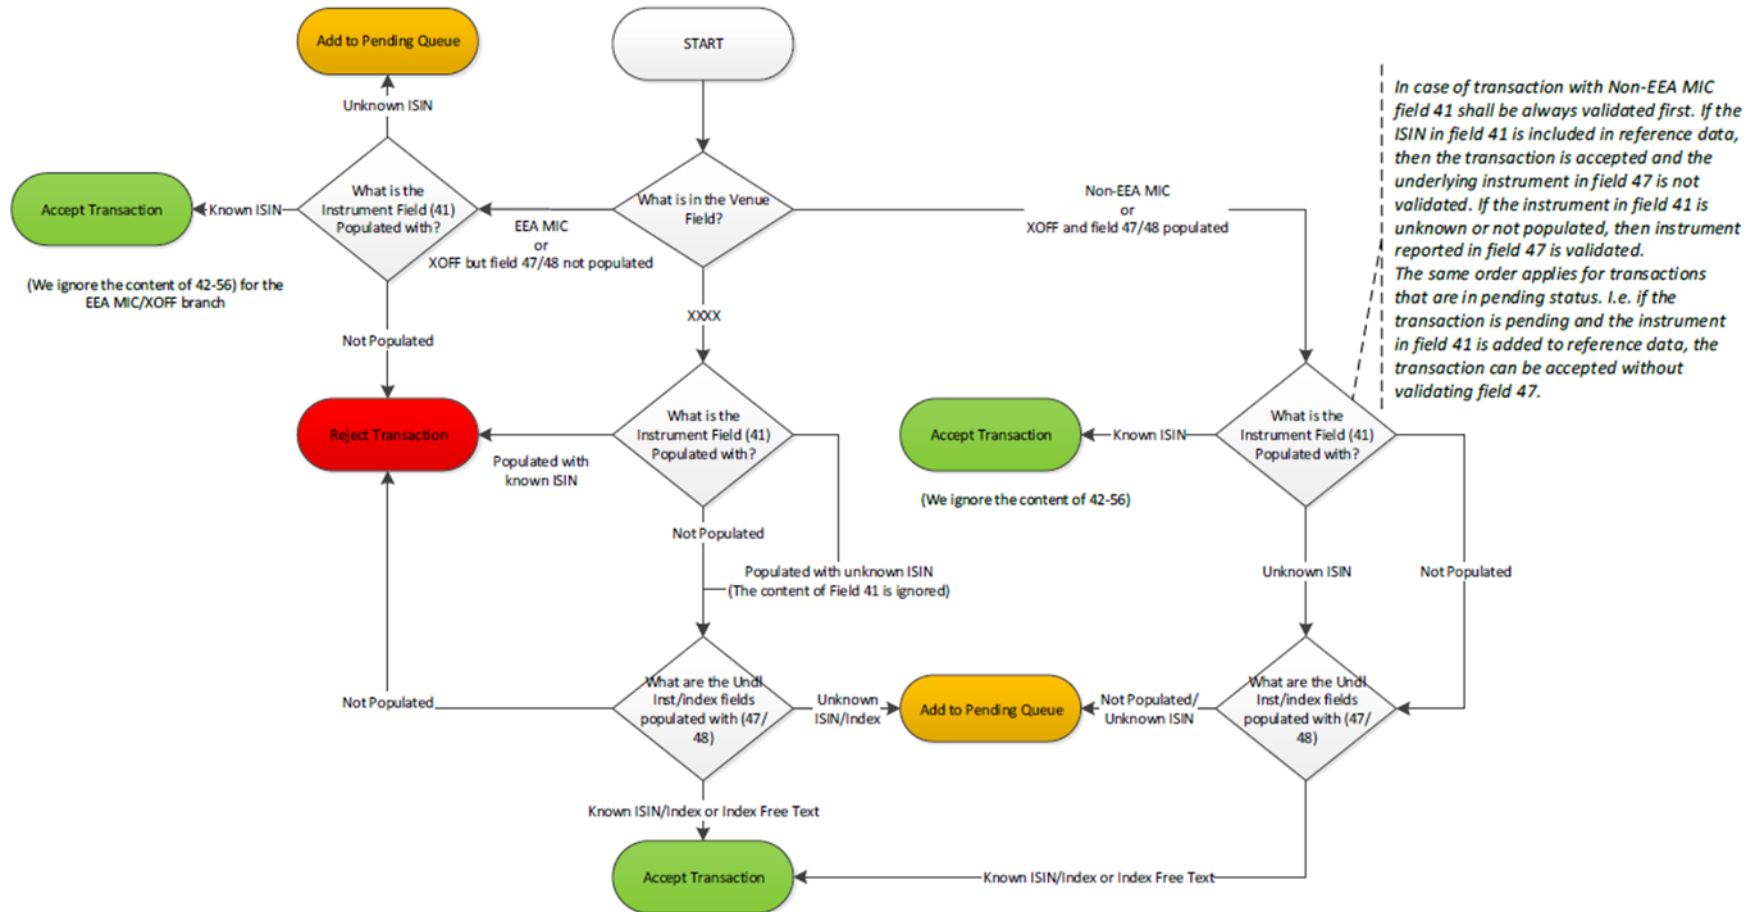 Add to Pending Queue
START
Unknown ISIN
In case of transaction with Non-EEA MIC
field 41 shall be always validated first. If the
ISIN in field 41 is included in reference data,
then the transaction is accepted and the
underlying instrument in field 47 is not
validated. If the instrument in field 41 is
unknown or not populated, then instrument
reported in field 47 is validated.
The same order applies for transactions
that are in pending status. I.e. if the
transaction is pending and the instrument
in field 41 is added to reference data, the
transaction can be accepted without
validating field 47.
Accept Transaction
Known ISIN
What is the
Instrument Field (41)
Populated with?
EEA MIC
or
XOFF but field 47/48 not populated
What is in the Venue
Field?
Non-EEA MIC
or
XOFF and field 47/48 populated
(We ignore the content of 42-56) for the
EEA MIC/XOFF branch
Not Populated
XXXX
Reject Transaction
Populated with
known ISIN
What is the
Instrument Field (41)
Populated with?
Accept Transaction
Known ISIN
What is the
Instrument Field (41)
Populated with?
(We ignore the content of 42-56)
Not Populated
Populated with unknown ISIN
(The content of Field 41 is ignored)
Unknown ISIN
Not Populated
Not Populated
What are the Undl
Inst/index fields
populated with (47/
48)
Unknown
ISIN/Index
Add to Pending Queue
Not Populated/
Unknown ISIN
What are the Undl
Inst/index fields
populated with (47/
48)
Known ISIN/Index or Index Free Text
Accept Transaction
Known ISIN/Index or Index Free Text